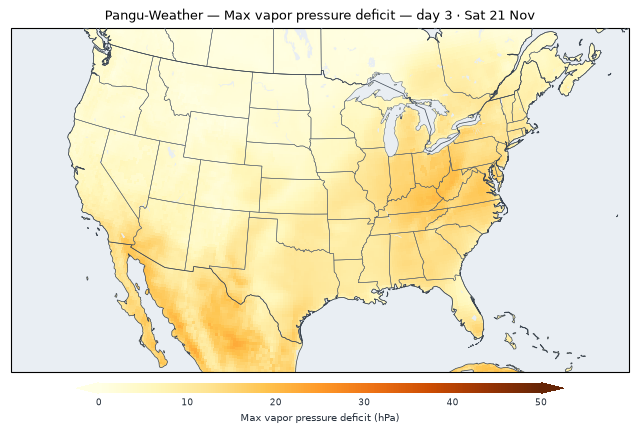 Pangu-Weather — Max vapor pressure deficit — day 3 · Sat 21 Nov
0 10 20 30 40 50
Max vapor pressure deficit (hPa)